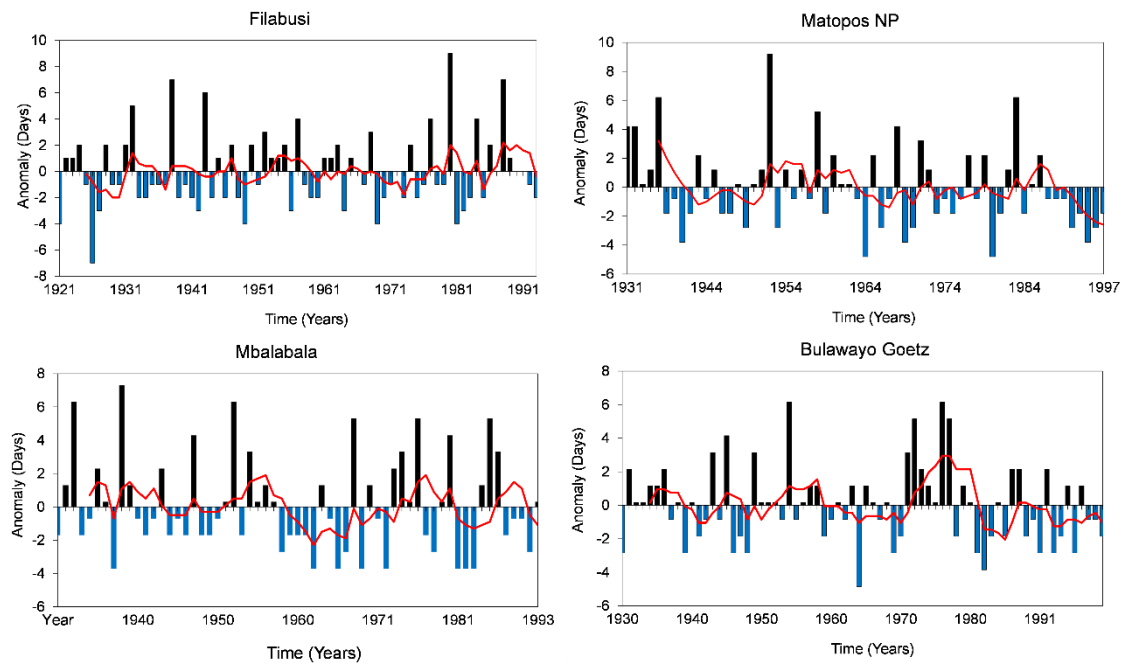 Filabusi
Anomaly (Days)
10
8
6
4
2
0
-2
-4
-6
-8
1921 1931 1941 1951 1961 1971 1981 1991
Time (Years)
Matopos NP
Anomaly (Days)
10
8
6
4
2
0
-2
-4
-6
1931 1944 1954 1964 1974 1984 1997
Time (Years)
Mbalabala
Anomaly (Days)
8
6
4
2
0
-2
-4
-6
Year 1940 1950 1960 1971 1981 1993
Time (Years)
Bulawayo Goetz
Anomaly (Days)
8
6
4
2
0
-2
-4
-6
1930 1940 1950 1960 1970 1980 1991
Time (Years)